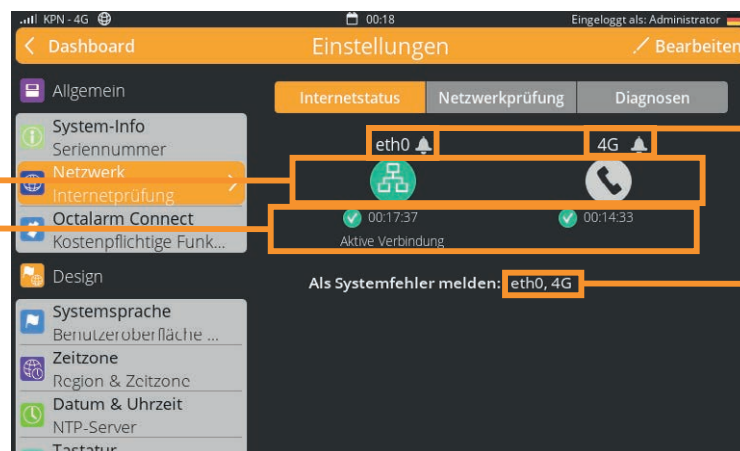 KPN - 4G
00:18
Eingeloggt als: Administrator
Dashboard
Einstellungen
Bearbeiten
Allgemein
System-Info
Seriennummer
Netzwerk
Internetprüfung
Octalarm Connect
Kostenpflichtige Funk...
Design
Systemsprache
Benutzeroberfläche ...
Zeitzone
Region & Zeitzone
Datum & Uhrzeit
NTP-Server
Tastatur
Internetstatus
Netzwerkprüfung
Diagnosen
eth0
4G
00:17:37
00:14:33
Aktive Verbindung
Als Systemfehler melden: eth0, 4G